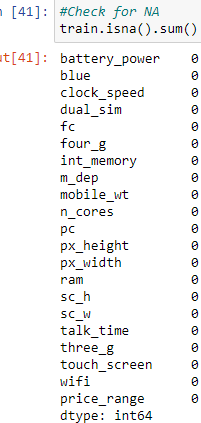 n [41]: #Check for NA
train.isna().sum()
ut[41]: battery_power 0
blue 0
clock_speed 0
dual_sim 0
fc 0
four_g 0
int_memory 0
m_dep 0
mobile_wt 0
n_cores 0
pc 0
px_height 0
px_width 0
ram 0
sc_h 0
sc_w 0
talk_time 0
three_g 0
touch_screen 0
wifi 0
price_range 0
dtype: int64